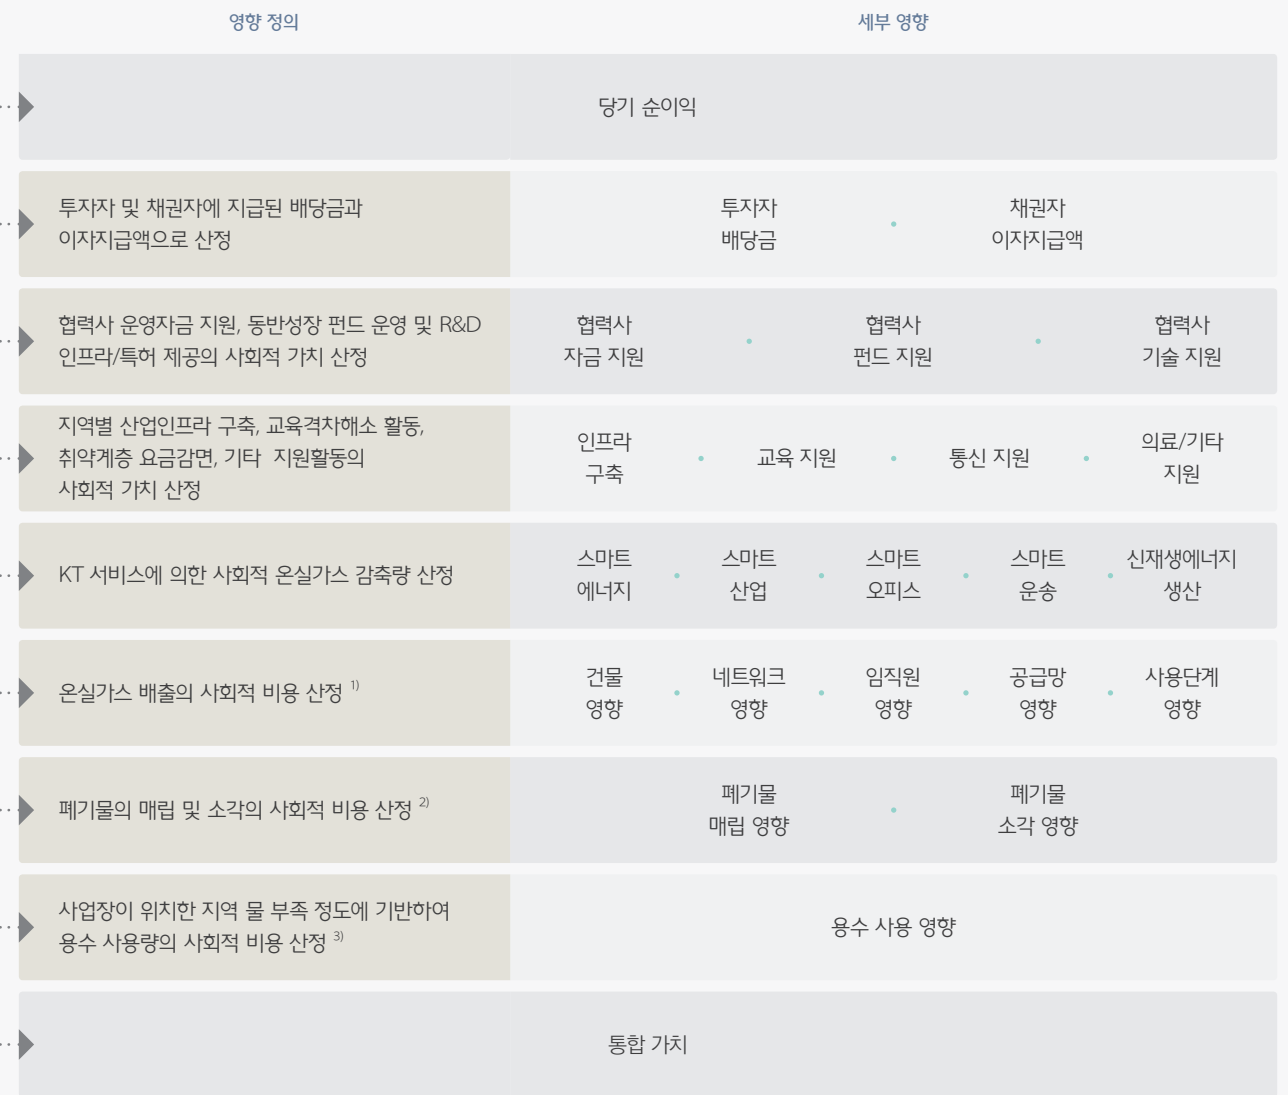 영향 정의
세부 영향
당기 순이익
투자자 및 채권자에 지급된 배당금과
이자지급액으로 산정
투자자
배당금
채권자
이자지급액
협력사 운영자금 지원, 동반성장 펀드 운영 및 R&D
인프라/특허 제공의 사회적 가치 산정
협력사
자금 지원
협력사
펀드 지원
협력사
기술 지원
지역별 산업인프라 구축, 교육격차해소 활동,
취약계층 요금감면, 기타 지원활동의
사회적 가치 산정
인프라
구축
교육 지원
통신 지원
의료/기타
지원
KT 서비스에 의한 사회적 온실가스 감축량 산정
스마트
에너지
스마트
산업
스마트
오피스
스마트
운송
신재생에너지
생산
온실가스 배출의 사회적 비용 산정 1)
건물
영향
네트워크
영향
임직원
영향
공급망
영향
사용단계
영향
폐기물의 매립 및 소각의 사회적 비용 산정 2)
폐기물
매립 영향
폐기물
소각 영향
사업장이 위치한 지역 물 부족 정도에 기반하여
용수 사용량의 사회적 비용 산정 3)
용수 사용 영향
통합 가치